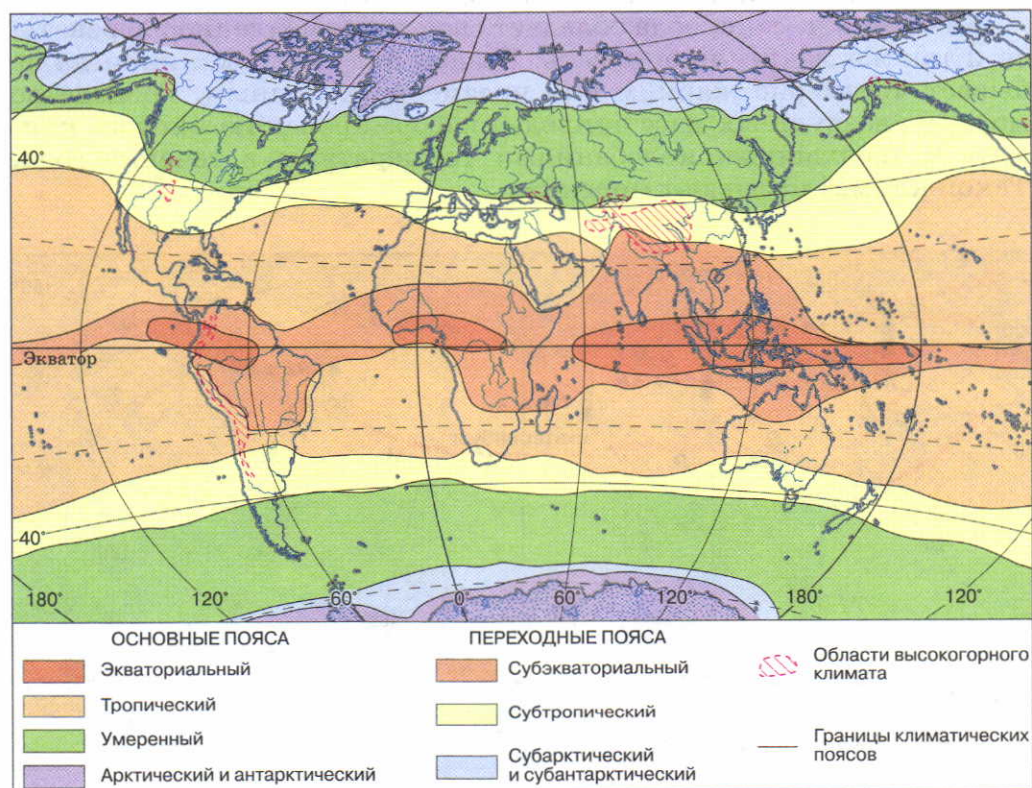 40°
Экватор
40°
180°
120°
60°
0°
60°
120°
180°
120°
ОСНОВНЫЕ ПОЯСА
Экваториальный
Тропический
Умеренный
Арктический и антарктический
ПЕРЕХОДНЫЕ ПОЯСА
Субэкваториальный
Субтропический
Субарктический
и субантарктический
Области высокогорного
климата
Границы климатических
поясов